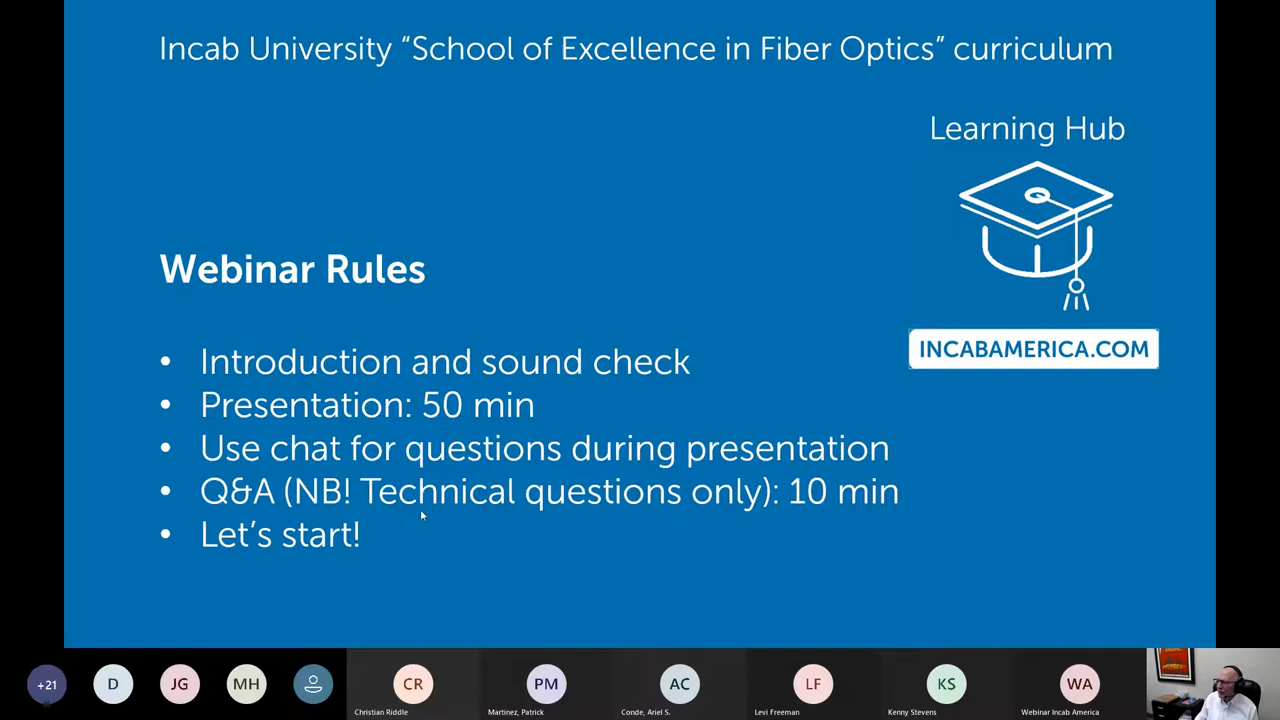 Incab University “School of Excellence in Fiber Optics” curriculum
Learning Hub
INCABAMERICA.COM
Webinar Rules
• Introduction and sound check
• Presentation: 50 min
• Use chat for questions during presentation
• Q&A (NB! Technical questions only): 10 min
• Let’s start!
+21
D
JG
MH
CR
PM
AC
LF
KS
WA
Christian Riddle
Martinez, Patrick
Conde, Ariel S.
Levi Freeman
Kenny Stevens
Webinar Incab America